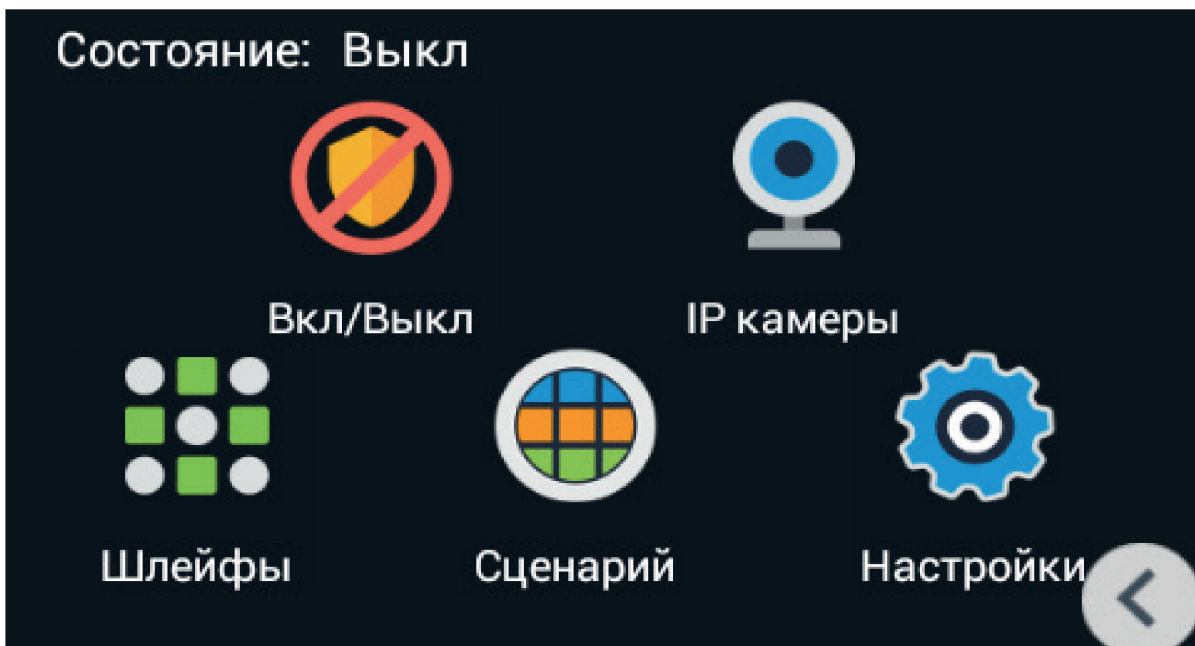 Состояние: Выкл
Вкл/Выкл
IP камеры
Шлейфы
Сценарий
Настройки